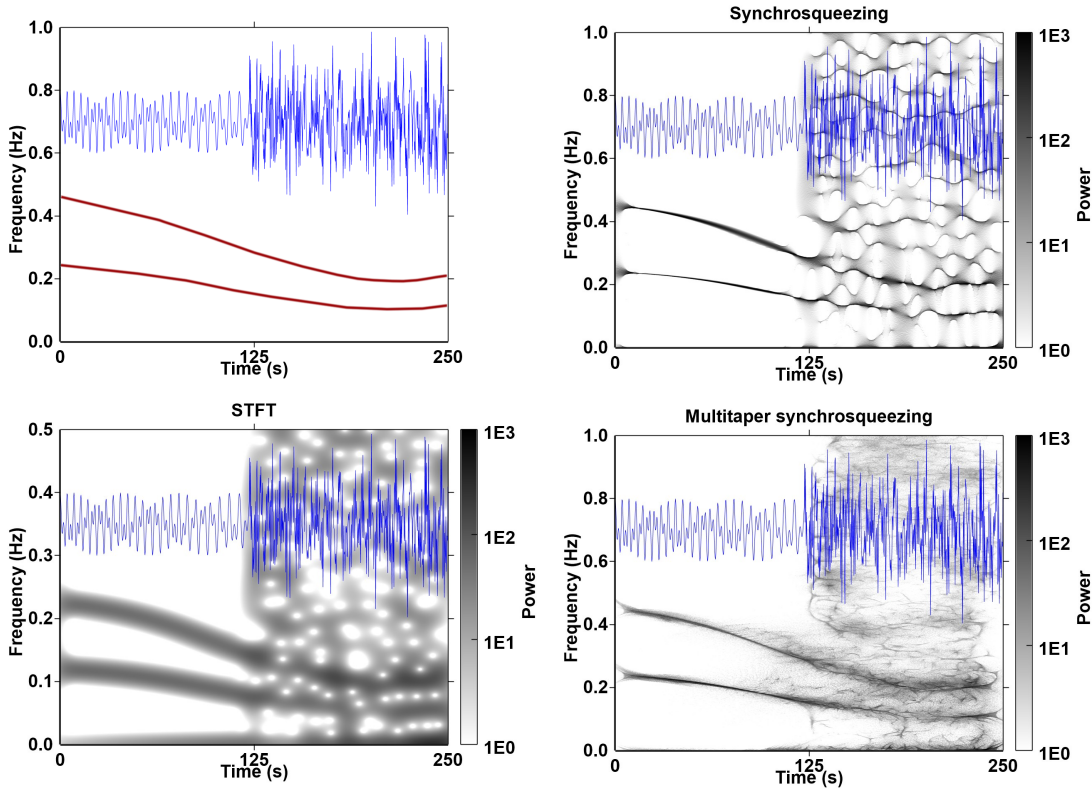 1.0
0.8
0.6
0.4
0.2
0.0
Frequency (Hz)
0
125
250
Time (s)
Synchrosqueezing
1.0
0.8
0.6
0.4
0.2
0.0
Frequency (Hz)
0
125
250
Time (s)
1E3
1E2
1E1
1E0
Power
STFT
0.5
0.4
0.3
0.2
0.1
0.0
Frequency (Hz)
0
125
250
Time (s)
1E3
1E2
1E1
1E0
Power
Multitaper synchrosqueezing
1.0
0.8
0.6
0.4
0.2
0.0
Frequency (Hz)
0
125
250
Time (s)
1E3
1E2
1E1
1E0
Power